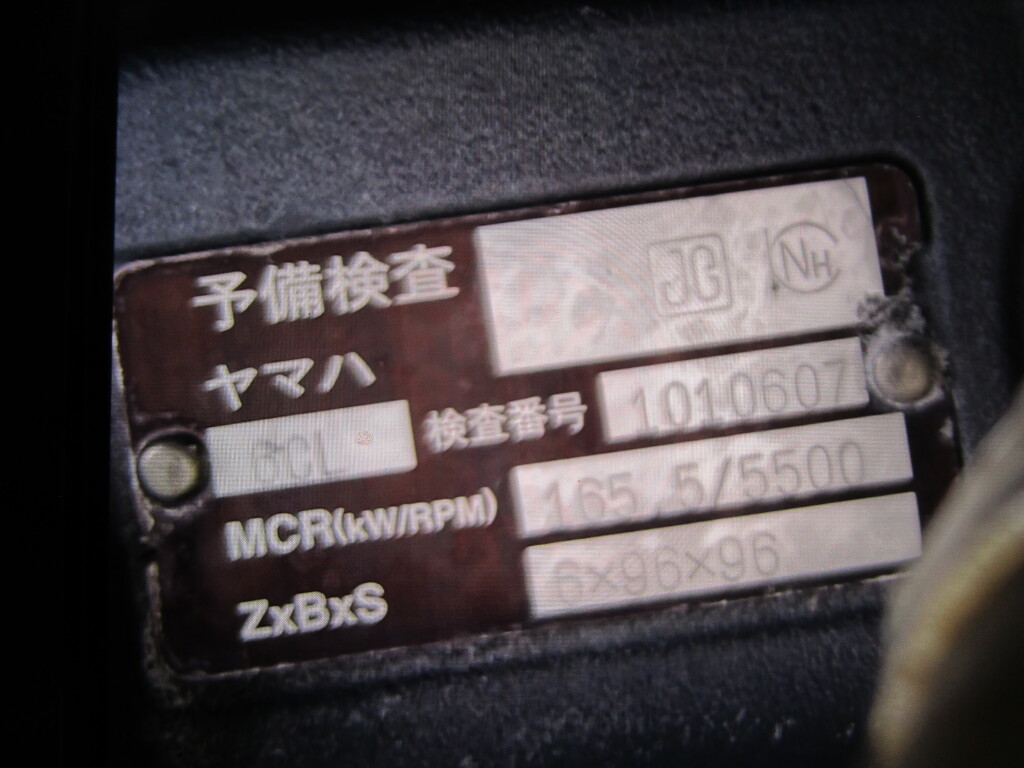 予備検査 JG NH
ヤマハ
6CL 検査番号 1010607
MCR(kW/RPM) 165.5/5500
ZxBxS 6×96×96